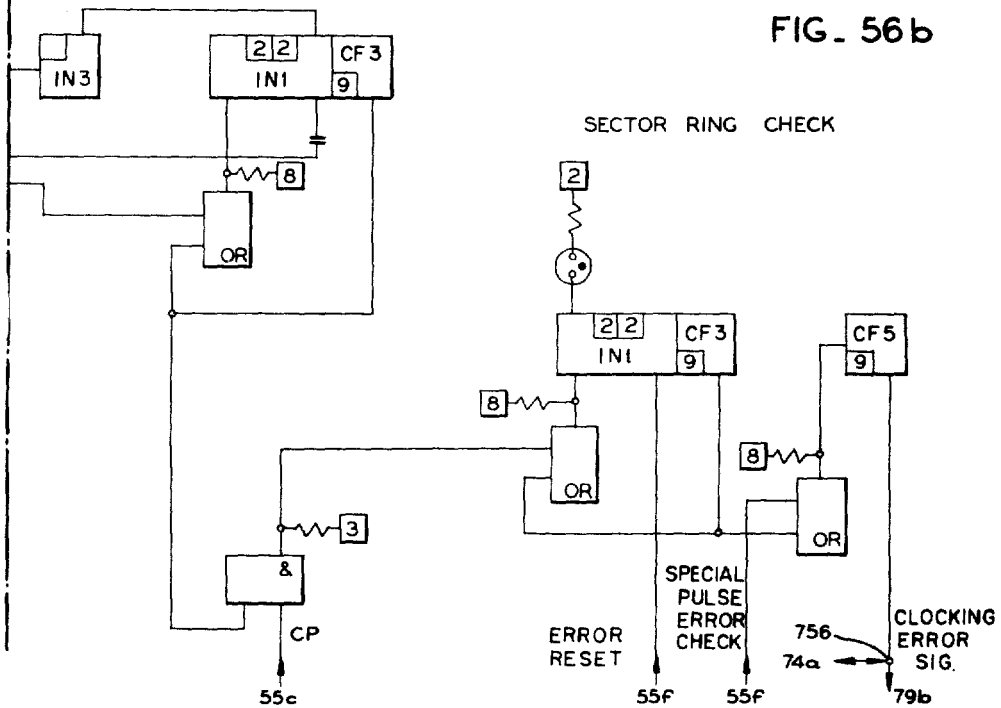 FIG_ 56b
IN3
2 2
CF3
IN1
9
SECTOR RING CHECK
8
2
OR
2 2
CF3
IN1
9
CF5
9
8
8
OR
OR
3
&
CP
SPECIAL
PULSE
ERROR
CHECK
ERROR
RESET
CLOCKING
ERROR
SIG.
756
74a
55c
55f
55f
79b